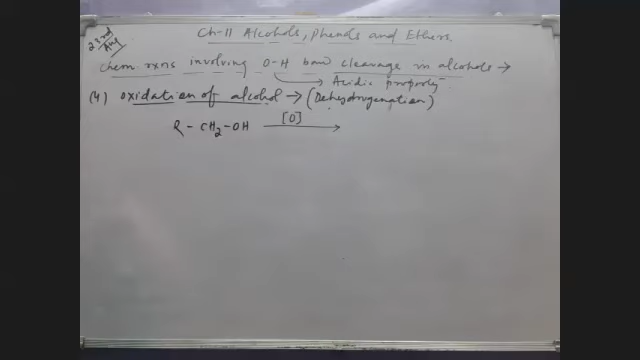 23rd Aug
Ch-11 Alcohols, Phenols and Ethers
Chem rxns involving O-H bond cleavage in alcohols →
Acidic property
(4) Oxidation of alcohol → (Dehydrogenation)
R - CH2 - OH [O] →